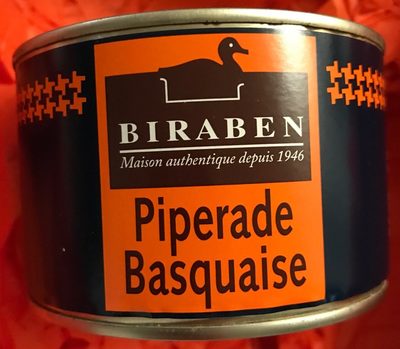 BIRABEN
Maison authentique depuis 1946
Piperade
Basquaise